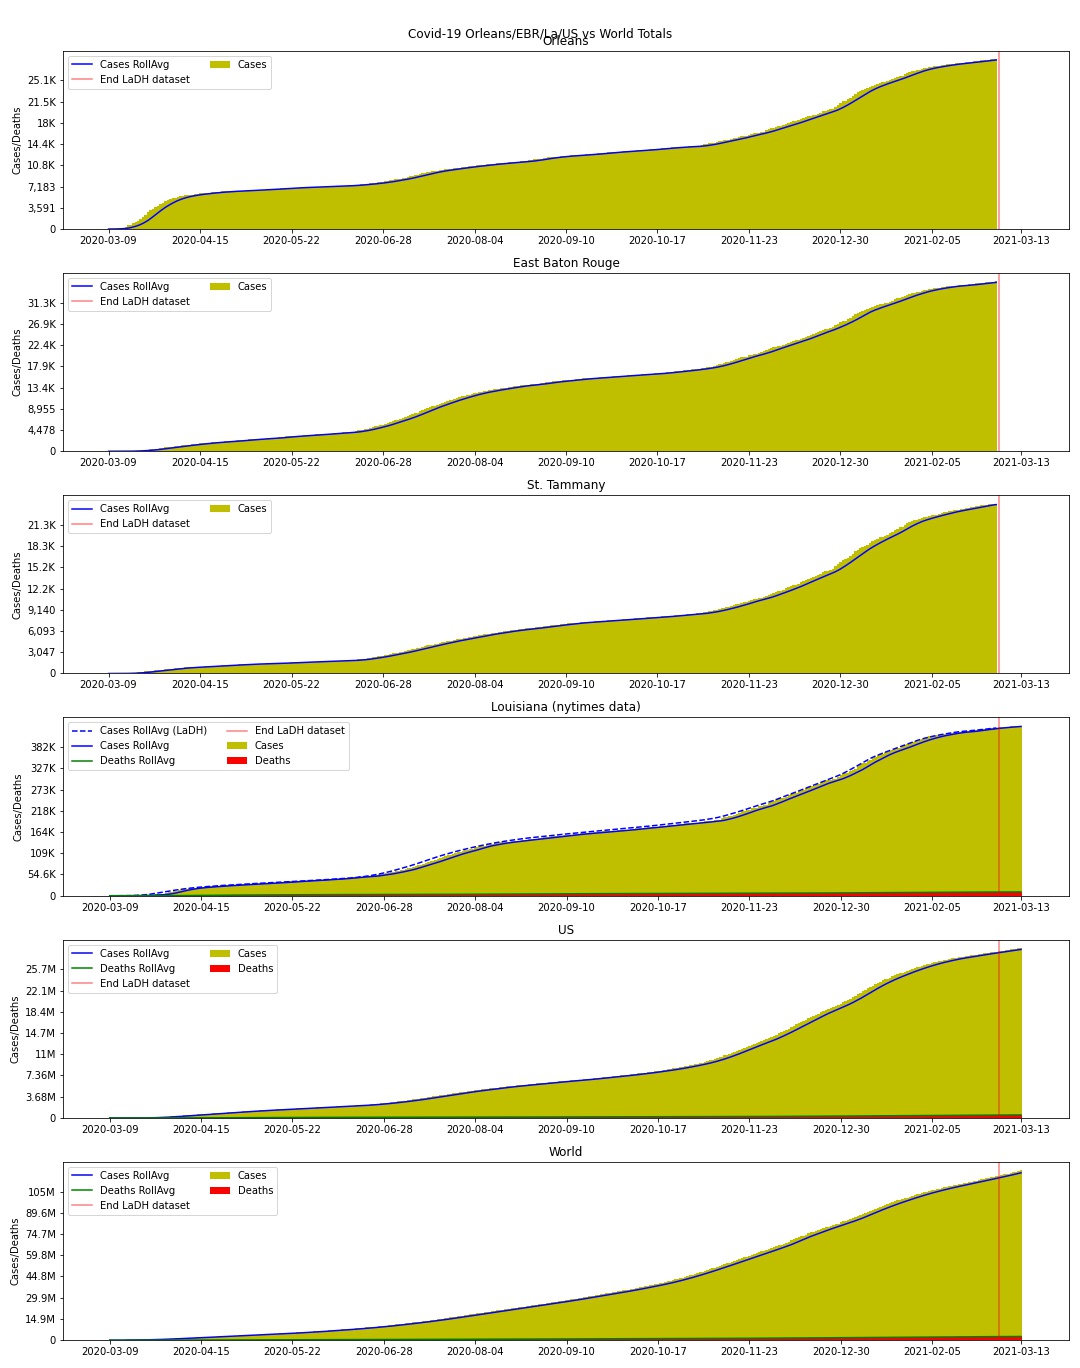 Covid-19 Orleans/EBR/La/US vs World Totals
Orleans
Cases RollAvg
End LaDH dataset
Cases
Cases/Deaths
25.1K
21.5K
18K
14.4K
10.8K
7,183
3,591
0
2020-03-09 2020-04-15 2020-05-22 2020-06-28 2020-08-04 2020-09-10 2020-10-17 2020-11-23 2020-12-30 2021-02-05 2021-03-13
East Baton Rouge
Cases RollAvg
End LaDH dataset
Cases
Cases/Deaths
31.3K
26.9K
22.4K
17.9K
13.4K
8,955
4,478
0
2020-03-09 2020-04-15 2020-05-22 2020-06-28 2020-08-04 2020-09-10 2020-10-17 2020-11-23 2020-12-30 2021-02-05 2021-03-13
St. Tammany
Cases RollAvg
End LaDH dataset
Cases
Cases/Deaths
21.3K
18.3K
15.2K
12.2K
9,140
6,093
3,047
0
2020-03-09 2020-04-15 2020-05-22 2020-06-28 2020-08-04 2020-09-10 2020-10-17 2020-11-23 2020-12-30 2021-02-05 2021-03-13
Louisiana (nytimes data)
Cases RollAvg (LaDH)
Cases RollAvg
Deaths RollAvg
End LaDH dataset
Cases
Deaths
Cases/Deaths
382K
327K
273K
218K
164K
109K
54.6K
0
2020-03-09 2020-04-15 2020-05-22 2020-06-28 2020-08-04 2020-09-10 2020-10-17 2020-11-23 2020-12-30 2021-02-05 2021-03-13
US
Cases RollAvg
Deaths RollAvg
End LaDH dataset
Cases
Deaths
Cases/Deaths
25.7M
22.1M
18.4M
14.7M
11M
7.36M
3.68M
0
2020-03-09 2020-04-15 2020-05-22 2020-06-28 2020-08-04 2020-09-10 2020-10-17 2020-11-23 2020-12-30 2021-02-05 2021-03-13
World
Cases RollAvg
Deaths RollAvg
End LaDH dataset
Cases
Deaths
Cases/Deaths
105M
89.6M
74.7M
59.8M
44.8M
29.9M
14.9M
0
2020-03-09 2020-04-15 2020-05-22 2020-06-28 2020-08-04 2020-09-10 2020-10-17 2020-11-23 2020-12-30 2021-02-05 2021-03-13